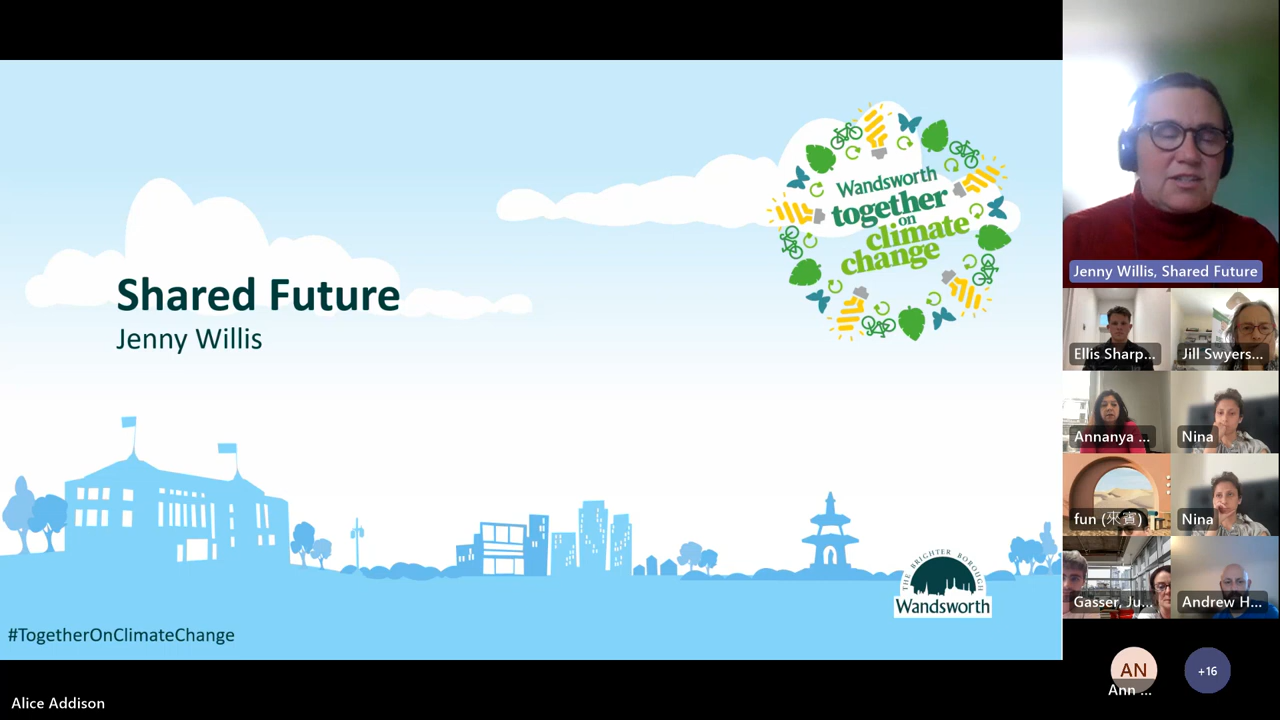 Shared Future
Jenny Willis
Wandsworth
together
on
climate
change
THE BRIGHTER BOROUGH
Wandsworth
#TogetherOnClimateChange
Alice Addison
Jenny Willis, Shared Future
Ellis Sharp...
Jill Swyers...
Annanya ...
Nina
fun (來賓)
Nina
Gasser, Ju...
Andrew H...
AN
Ann ...
+16